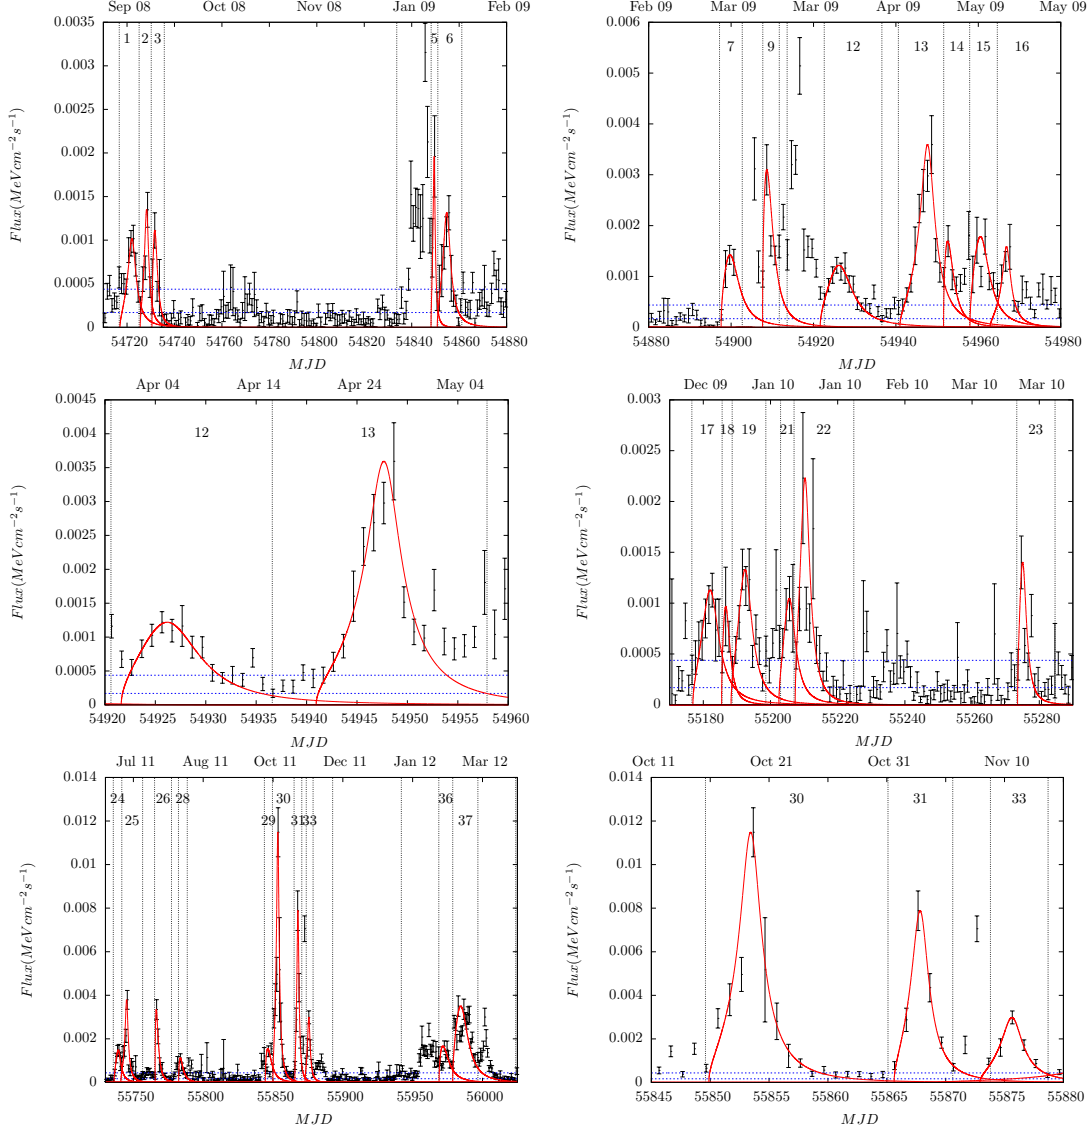 Sep 08 Oct 08 Nov 08 Jan 09 Feb 09
0.0035
0.003
0.0025
0.002
0.0015
0.001
0.0005
0
1 2 3 5 6
Flux(MeVcm−2s−1)
54720 54740 54760 54780 54800 54820 54840 54860 54880
MJD
Feb 09 Mar 09 Mar 09 Apr 09 May 09 May 09
0.006
0.005
0.004
0.003
0.002
0.001
0
7 9 12 13 14 15 16
Flux(MeVcm−2s−1)
54880 54900 54920 54940 54960 54980
MJD
Apr 04 Apr 14 Apr 24 May 04
0.0045
0.004
0.0035
0.003
0.0025
0.002
0.0015
0.001
0.0005
0
12 13
Flux(MeVcm−2s−1)
54920 54925 54930 54935 54940 54945 54950 54955 54960
MJD
Dec 09 Jan 10 Jan 10 Feb 10 Mar 10 Mar 10
0.003
0.0025
0.002
0.0015
0.001
0.0005
0
17 18 19 21 22 23
Flux(MeVcm−2s−1)
55180 55200 55220 55240 55260 55280
MJD
Jul 11 Aug 11 Oct 11 Dec 11 Jan 12 Mar 12
0.014
0.012
0.01
0.008
0.006
0.004
0.002
0
24 26 28 30 36
25 29 31 33 37
Flux(MeVcm−2s−1)
55750 55800 55850 55900 55950 56000
MJD
Oct 11 Oct 21 Oct 31 Nov 10
0.014
0.012
0.01
0.008
0.006
0.004
0.002
0
30 31 33
Flux(MeVcm−2s−1)
55845 55850 55855 55860 55865 55870 55875 55880
MJD